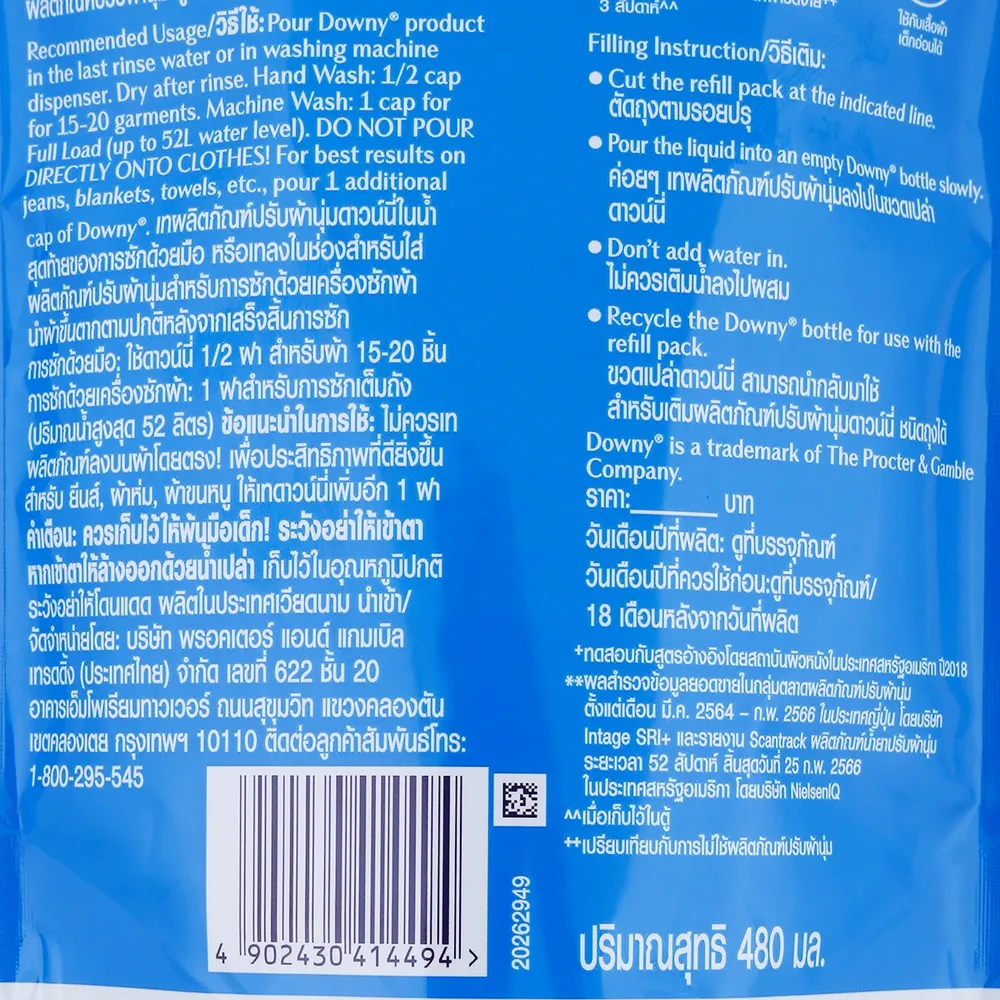 Recommended Usage/วิธีใช้: Pour Downy® product
in the last rinse water or in washing machine
dispenser. Dry after rinse. Hand Wash: 1/2 cap
for 15-20 garments. Machine Wash: 1 cap for
Full Load (up to 52L water level). DO NOT POUR
DIRECTLY ONTO CLOTHES! For best results on
jeans, blankets, towels, etc., pour 1 additional
cap of Downy®. เทผลิตภัณฑ์ปรับผ้านุ่มดาวน์นี่ในน้ำ
สุดท้ายของการซักด้วยมือ หรือเทลงในช่องสำหรับใส่
ผลิตภัณฑ์ปรับผ้านุ่มสำหรับการซักด้วยเครื่องซักผ้า
นำผ้าขึ้นตากตามปกติหลังจากเสร็จสิ้นการซัก
การซักด้วยมือ: ใช้ดาวน์นี่ 1/2 ฝา สำหรับผ้า 15-20 ชิ้น
การซักด้วยเครื่องซักผ้า: 1 ฝาสำหรับการซักเต็มถัง
(ปริมาณน้ำสูงสุด 52 ลิตร) ข้อแนะนำในการใช้: ไม่ควรเท
ผลิตภัณฑ์ลงบนผ้าโดยตรง! เพื่อประสิทธิภาพที่ดียิ่งขึ้น
สำหรับ ยีนส์, ผ้าห่ม, ผ้าขนหนู ให้เทดาวน์นี่เพิ่มอีก 1 ฝา
คำเตือน: ควรเก็บไว้ให้พ้นมือเด็ก! ระวังอย่าให้เข้าตา
หากเข้าตาให้ล้างออกด้วยน้ำเปล่า เก็บไว้ในอุณหภูมิปกติ
ระวังอย่าให้โดนแดด ผลิตในประเทศเวียดนาม นำเข้า/
จัดจำหน่ายโดย: บริษัท พรอคเตอร์ แอนด์ แกมเบิล
เทรดดิ้ง (ประเทศไทย) จำกัด เลขที่ 622 ชั้น 20
อาคารเอ็มโพเรียมทาวเวอร์ ถนนสุขุมวิท แขวงคลองตัน
เขตคลองเตย กรุงเทพฯ 10110 ติดต่อลูกค้าสัมพันธ์โทร:
1-800-295-545
4 902430 414494 >
20262949
3 สัปดาห์^^
ใช้กับเสื้อผ้า
เด็กอ่อนได้
Filling Instruction/วิธีเติม:
● Cut the refill pack at the indicated line.
ตัดถุงตามรอยปรุ
● Pour the liquid into an empty Downy® bottle slowly.
ค่อยๆ เทผลิตภัณฑ์ปรับผ้านุ่มลงไปในขวดเปล่า
ดาวน์นี่
● Don't add water in.
ไม่ควรเติมน้ำลงไปผสม
● Recycle the Downy® bottle for use with the
refill pack.
ขวดเปล่าดาวน์นี่ สามารถนำกลับมาใช้
สำหรับเติมผลิตภัณฑ์ปรับผ้านุ่มดาวน์นี่ ชนิดถุงได้
Downy® is a trademark of The Procter & Gamble
Company.
ราคา:______ บาท
วันเดือนปีที่ผลิต: ดูที่บรรจุภัณฑ์
วันเดือนปีที่ควรใช้ก่อน:ดูที่บรรจุภัณฑ์/
18 เดือนหลังจากวันที่ผลิต
+ทดสอบกับสูตรอ้างอิงโดยสถาบันผิวหนังในประเทศสหรัฐอเมริกา ปี2018
**ผลสำรวจข้อมูลยอดขายในกลุ่มตลาดผลิตภัณฑ์ปรับผ้านุ่ม
ตั้งแต่เดือน มี.ค. 2564 – ก.พ. 2566 ในประเทศญี่ปุ่น โดยบริษัท
Intage SRI+ และรายงาน Scantrack ผลิตภัณฑ์น้ำยาปรับผ้านุ่ม
ระยะเวลา 52 สัปดาห์ สิ้นสุดวันที่ 25 ก.พ. 2566
ในประเทศสหรัฐอเมริกา โดยบริษัท NielsenIQ
^^เมื่อเก็บไว้ในตู้
++เปรียบเทียบกับการไม่ใช้ผลิตภัณฑ์ปรับผ้านุ่ม
ปริมาณสุทธิ 480 มล.